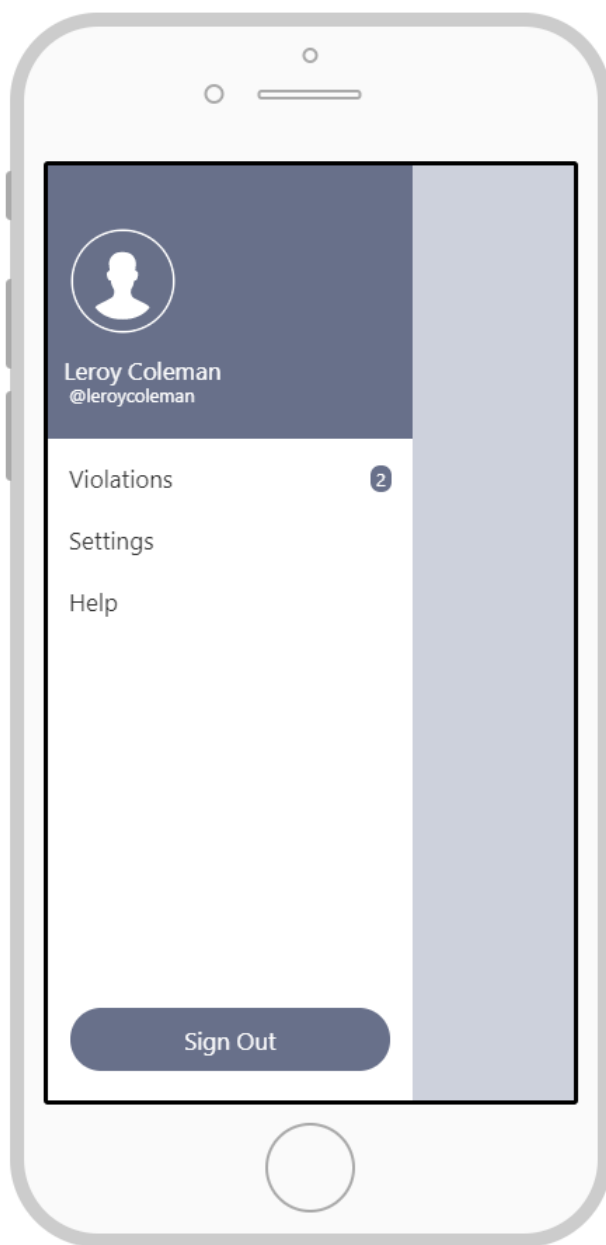 Leroy Coleman
@leroycoleman
Violations 2
Settings
Help
Sign Out